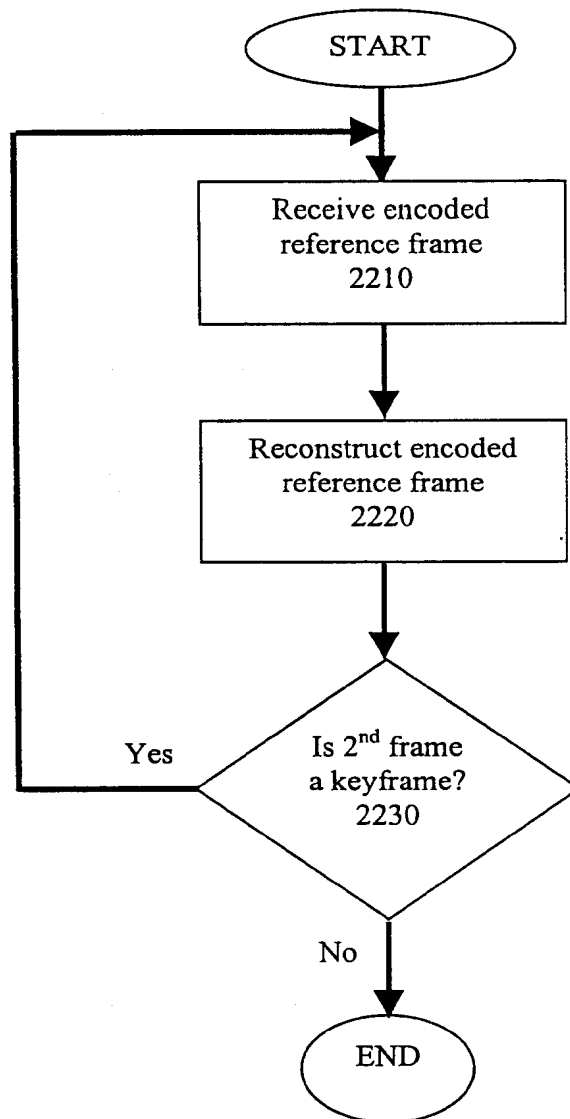 START
Receive encoded
reference frame
2210
Reconstruct encoded
reference frame
2220
Is 2nd frame
a keyframe?
2230
Yes
No
END